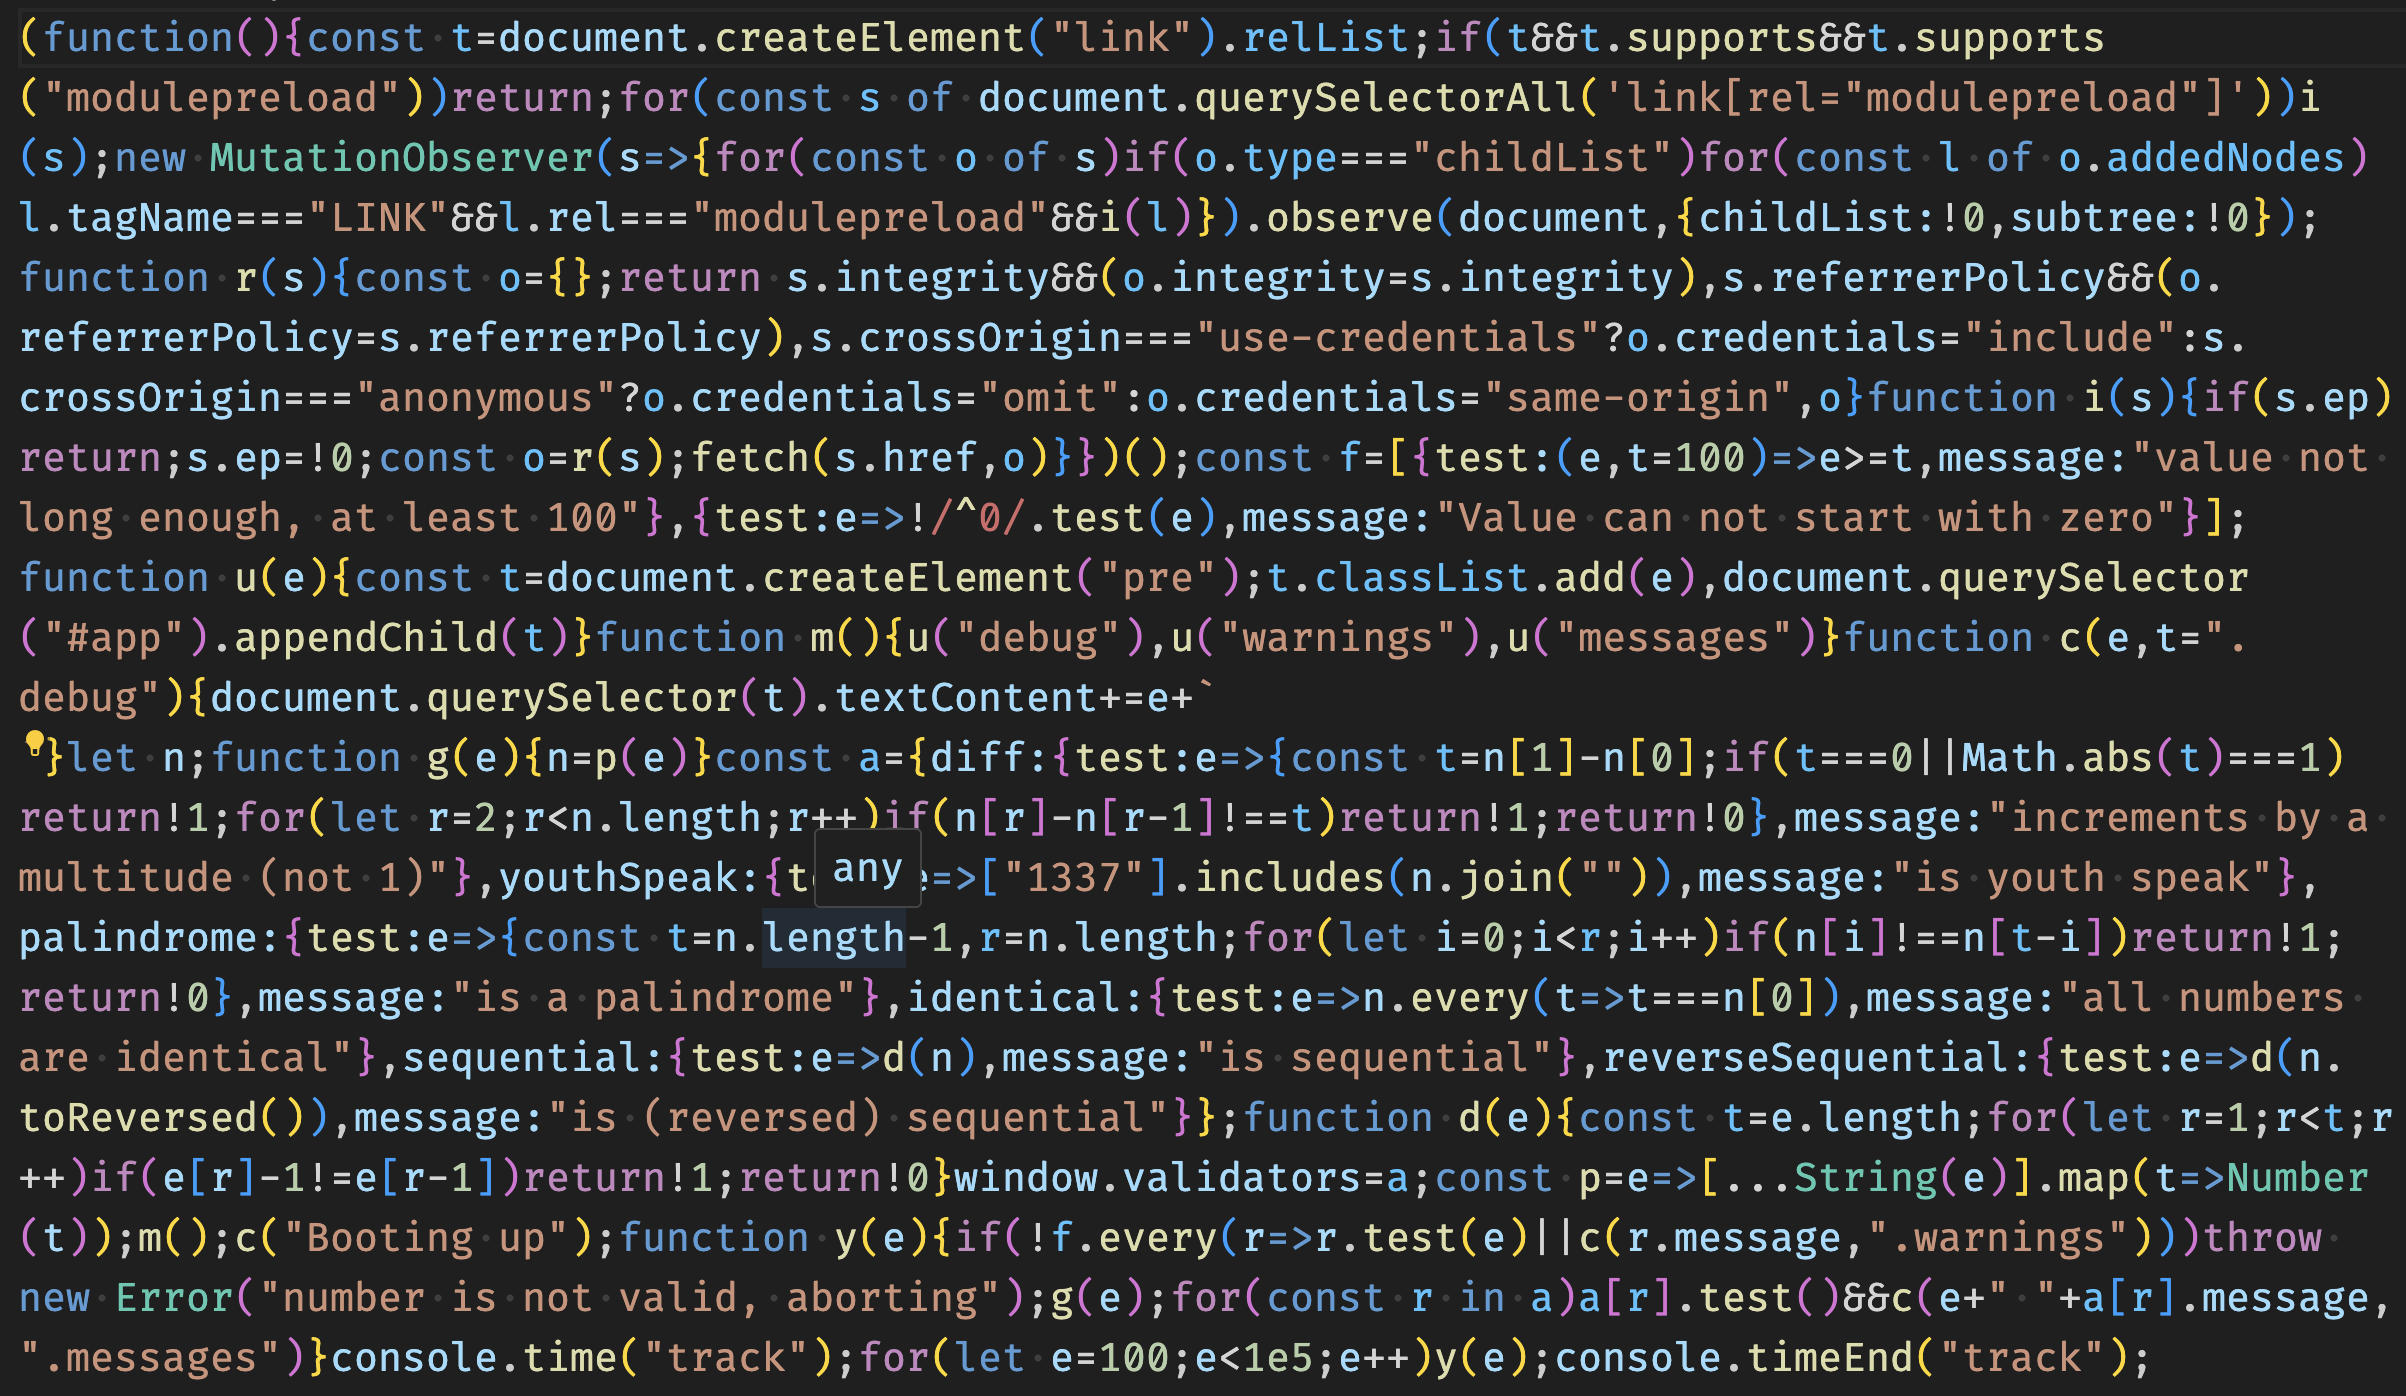 (function(){const t=document.createElement("link").relList;if(t&&t.supports&&t.supports
("modulepreload"))return;for(const s of document.querySelectorAll('link[rel="modulepreload"]'))i
(s);new MutationObserver(s=>{for(const o of s)if(o.type==="childList")for(const l of o.addedNodes)
l.tagName==="LINK"&&l.rel==="modulepreload"&&i(l)}).observe(document,{childList:!0,subtree:!0});
function r(s){const o={};return s.integrity&&(o.integrity=s.integrity),s.referrerPolicy&&(o.
referrerPolicy=s.referrerPolicy),s.crossOrigin==="use-credentials"?o.credentials="include":s.
crossOrigin==="anonymous"?o.credentials="omit":o.credentials="same-origin",o}function i(s){if(s.ep)
return;s.ep=!0;const o=r(s);fetch(s.href,o)}})();const f=[{test:(e,t=100)=>e>=t,message:"value not
long enough, at least 100"},{test:e=>!/^0/.test(e),message:"Value can not start with zero"}];
function u(e){const t=document.createElement("pre");t.classList.add(e),document.querySelector
("#app").appendChild(t)}function m(){u("debug"),u("warnings"),u("messages")}function c(e,t=".
debug"){document.querySelector(t).textContent+=e+`
}let n;function g(e){n=p(e)}const a={diff:{test:e=>{const t=n[1]-n[0];if(t===0||Math.abs(t)===1)
return!1;for(let r=2;r<n.length;r++)if(n[r]-n[r-1]!==t)return!1;return!0},message:"increments by a
multitude (not 1)"},youthSpeak:{t any =>["1337"].includes(n.join("")),message:"is youth speak"},
palindrome:{test:e=>{const t=n.length-1,r=n.length;for(let i=0;i<r;i++)if(n[i]!==n[t-i])return!1;
return!0},message:"is a palindrome"},identical:{test:e=>n.every(t=>t===n[0]),message:"all numbers
are identical"},sequential:{test:e=>d(n),message:"is sequential"},reverseSequential:{test:e=>d(n.
toReversed()),message:"is (reversed) sequential"}};function d(e){const t=e.length;for(let r=1;r<t;r
++)if(e[r]-1!=e[r-1])return!1;return!0}window.validators=a;const p=e=>[...String(e)].map(t=>Number
(t));m();c("Booting up");function y(e){if(!f.every(r=>r.test(e)||c(r.message,".warnings")))throw
new Error("number is not valid, aborting");g(e);for(const r in a)a[r].test()&&c(e+" "+a[r].message,
".messages")}console.time("track");for(let e=100;e<1e5;e++)y(e);console.timeEnd("track");